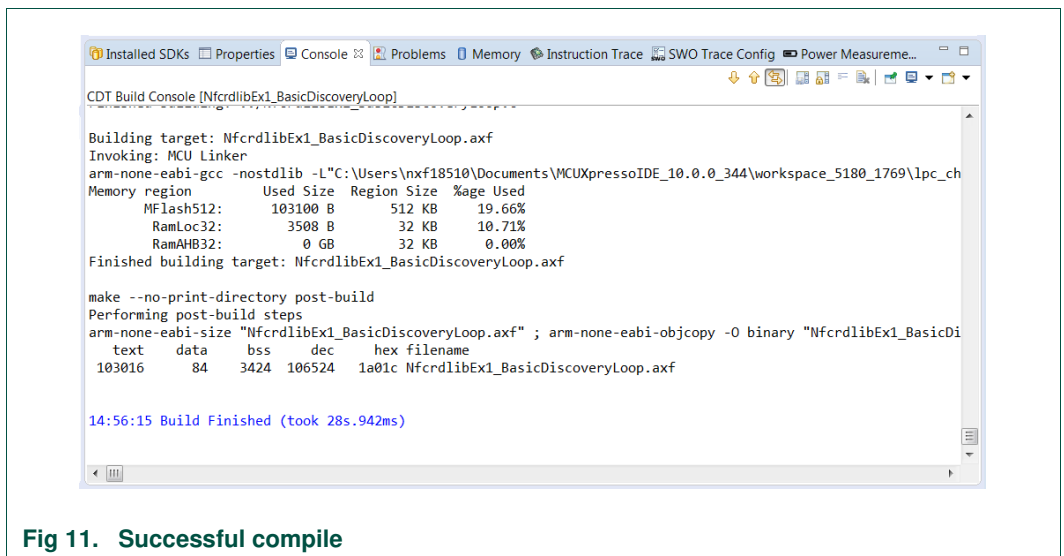 Installed SDKs Properties Console Problems Memory Instruction Trace SWO Trace Config Power Measureme...
CDT Build Console [NfcrdlibEx1_BasicDiscoveryLoop]
Building target: NfcrdlibEx1_BasicDiscoveryLoop.axf
Invoking: MCU Linker
arm-none-eabi-gcc -nostdlib -L"C:\Users\nxf18510\Documents\MCUXpressoIDE_10.0.0_344\workspace_5180_1769\lpc_ch
Memory region Used Size Region Size %age Used
MFlash512: 103100 B 512 KB 19.66%
RamLoc32: 3508 B 32 KB 10.71%
RamAHB32: 0 GB 32 KB 0.00%
Finished building target: NfcrdlibEx1_BasicDiscoveryLoop.axf
make --no-print-directory post-build
Performing post-build steps
arm-none-eabi-size "NfcrdlibEx1_BasicDiscoveryLoop.axf" ; arm-none-eabi-objcopy -O binary "NfcrdlibEx1_BasicDi
text data bss dec hex filename
103016 84 3424 106524 1a01c NfcrdlibEx1_BasicDiscoveryLoop.axf
14:56:15 Build Finished (took 28s.942ms)
Fig 11. Successful compile